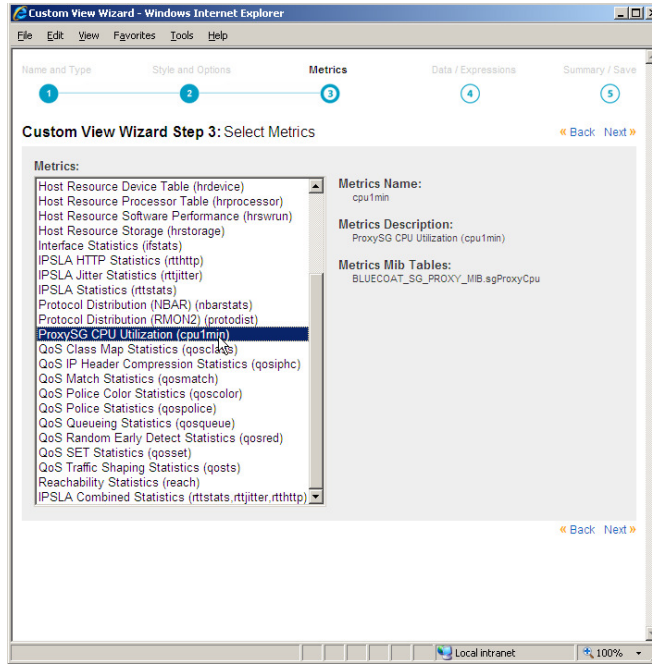 Custom View Wizard - Windows Internet Explorer
File Edit View Favorites Tools Help
Name and Type Style and Options Metrics Data / Expressions Summary / Save
1 2 3 4 5
Custom View Wizard Step 3: Select Metrics
« Back Next »
Metrics:
Host Resource Device Table (hrdevice)
Host Resource Processor Table (hrprocessor)
Host Resource Software Performance (hrswrun)
Host Resource Storage (hrstorage)
Interface Statistics (ifstats)
IPSLA HTTP Statistics (rtthttp)
IPSLA Jitter Statistics (rttjitter)
IPSLA Statistics (rttstats)
Protocol Distribution (NBAR) (nbarstats)
Protocol Distribution (RMON2) (protodist)
ProxySG CPU Utilization (cpu1min)
QoS Class Map Statistics (qosclass)
QoS IP Header Compression Statistics (qosiphc)
QoS Match Statistics (qosmatch)
QoS Police Color Statistics (qoscolor)
QoS Police Statistics (qospolice)
QoS Queueing Statistics (qosqueue)
QoS Random Early Detect Statistics (qosred)
QoS SET Statistics (qosset)
QoS Traffic Shaping Statistics (qosts)
Reachability Statistics (reach)
IPSLA Combined Statistics (rttstats,rttjitter,rtthttp)
Metrics Name:
cpu1min
Metrics Description:
ProxySG CPU Utilization (cpu1min)
Metrics Mib Tables:
BLUECOAT_SG_PROXY_MIB.sgProxyCpu
« Back Next »
Local intranet 100%